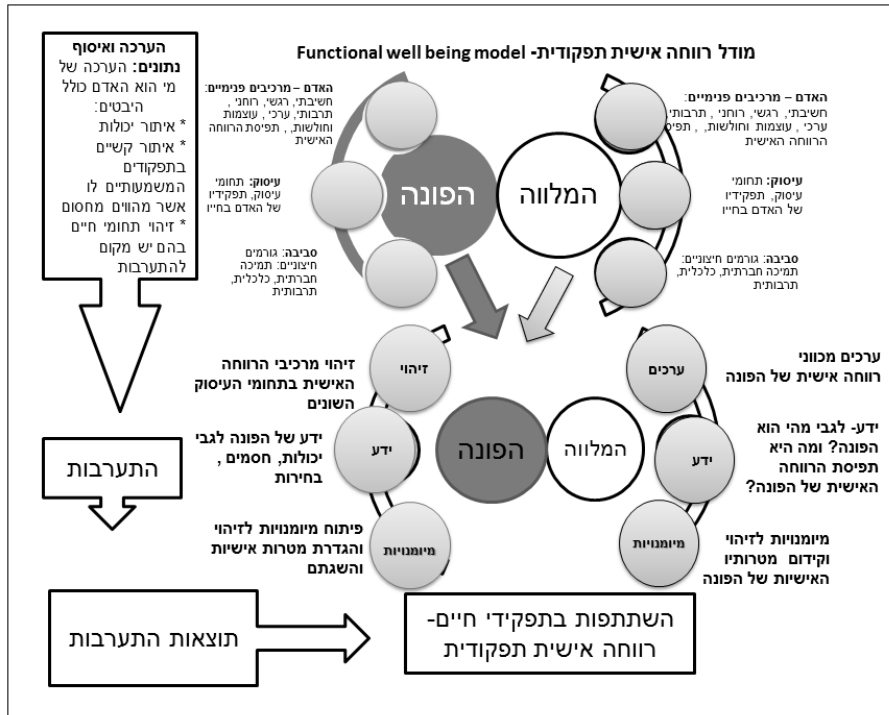 מודל רווחה אישית תפקודית- Functional well being model
הערכה ואיסוף
נתונים: הערכה של
מי הוא האדם כולל
היבטים:
* איתור יכולות
* איתור קשיים
בתפקודים
המשמעותיים לו
אשר מהווים מחסום
* זיהוי תחומי חיים
בהם יש מקום
להתערבות
האדם – מרכיבים פנימיים:
חשיבתי, רגשי, רוחני, תרבותי,
ערכי, עוצמות וחולשות, , תפיס
הרווחה האישית
עיסוק: תחומי
עיסוק, תפקידיו
של האדם בחייו
סביבה: גורמים חיצוניים:
תמיכה חברתית, כלכלית,
תרבותית
המלווה
הפונה
האדם – מרכיבים פנימיים:
חשיבתי, רגשי, רוחני,
תרבותי, ערכי, עוצמות
וחולשות, , תפיסת הרווחה
האישית
עיסוק: תחומי
עיסוק, תפקידיו
של האדם בחייו
סביבה: גורמים
חיצוניים: תמיכה
חברתית, כלכלית,
תרבותית
ערכים מכווני
רווחה אישית של הפונה
ערכים
ידע- לגבי מהי הוא
הפונה? ומה היא
תפיסת הרווחה
האישית של הפונה?
ידע
מיומנויות לזיהוי
וקידום מטרותיו
האישיות של הפונה
מיומנויות
המלווה
הפונה
זיהוי
זיהוי מרכיבי הרווחה
האישית בתחומי העיסוק
השונים
ידע
ידע של הפונה לגבי
יכולות, חסמים ,
בחירות
מיומנויות
פיתוח מיומנויות לזיהוי
והגדרת מטרות אישיות
והשגתם
התערבות
תוצאות התערבות
השתתפות בתפקידי חיים-
רווחה אישית תפקודית